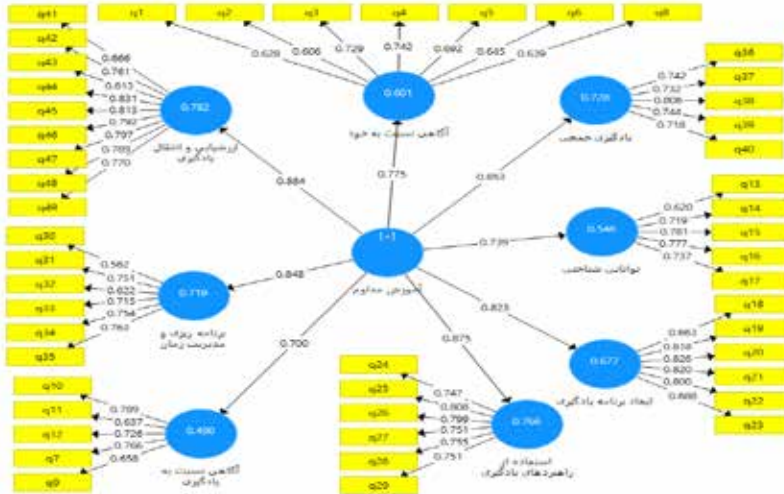 q1
q2
q3
q4
q5
q6
q8
0.628
0.606
0.729
0.742
0.692
0.645
0.639
0.601
آگاهی نسبت به خود
0.775
q41
q42
q43
q44
q45
q46
q47
q48
q49
0.666
0.761
0.813
0.831
0.813
0.792
0.797
0.789
0.770
0.782
ارزشیابی و انتقال
یادگیری
0.884
q36
q37
q38
q39
q40
0.742
0.732
0.806
0.744
0.718
0.728
یادگیری جمعی
0.853
q13
q14
q15
q16
q17
0.620
0.719
0.781
0.777
0.737
0.546
توانایی شناختی
0.739
[+]
آموزش مداوم
q30
q31
q32
q33
q34
q35
0.562
0.751
0.622
0.715
0.754
0.763
0.719
برنامه ریزی و
مدیریت زمان
0.848
q18
q19
q20
q21
q22
q23
0.663
0.838
0.826
0.820
0.800
0.688
0.677
ابعاد برنامه یادگیری
0.823
q10
q11
q12
q7
q9
0.709
0.637
0.726
0.766
0.658
0.490
آگاهی نسبت به
یادگیری
0.700
q24
q25
q26
q27
q28
q29
0.747
0.808
0.799
0.751
0.755
0.751
0.766
استفاده از
راهبردهای یادگیری
0.875